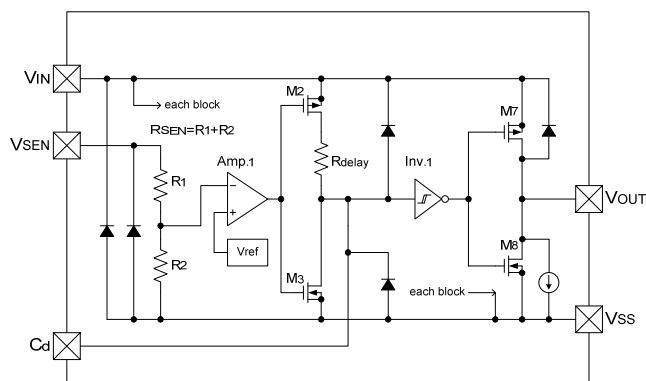 VIN
M2
M7
each block
VSEN
RSEN=R1+R2
Amp.1
Rdelay
Inv.1
R1
−
+
VOUT
Vref
M8
R2
M3
each block
VSS
Cd